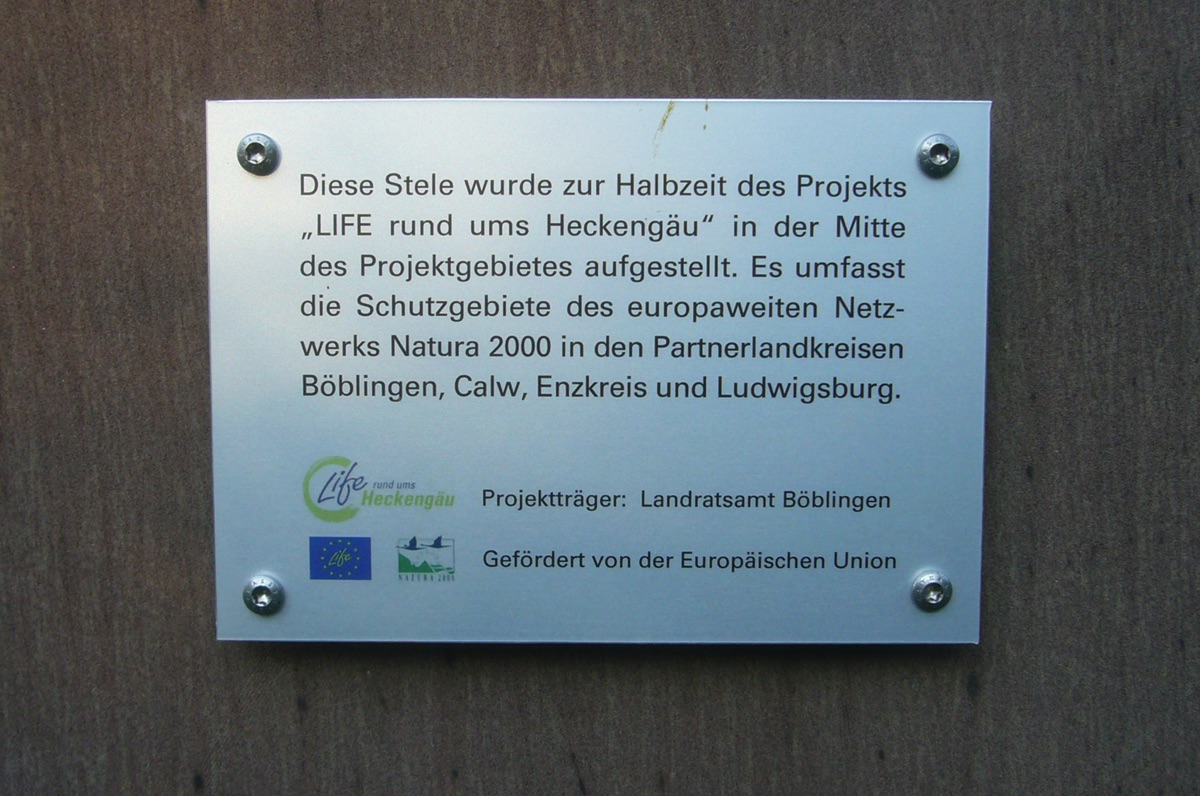 Diese Stele wurde zur Halbzeit des Projekts
„LIFE rund ums Heckengäu“ in der Mitte
des Projektgebietes aufgestellt. Es umfasst
die Schutzgebiete des europaweiten Netz-
werks Natura 2000 in den Partnerlandkreisen
Böblingen, Calw, Enzkreis und Ludwigsburg.
Life rund ums
Heckengäu
Projektträger: Landratsamt Böblingen
Life
NATURA 2000
Gefördert von der Europäischen Union